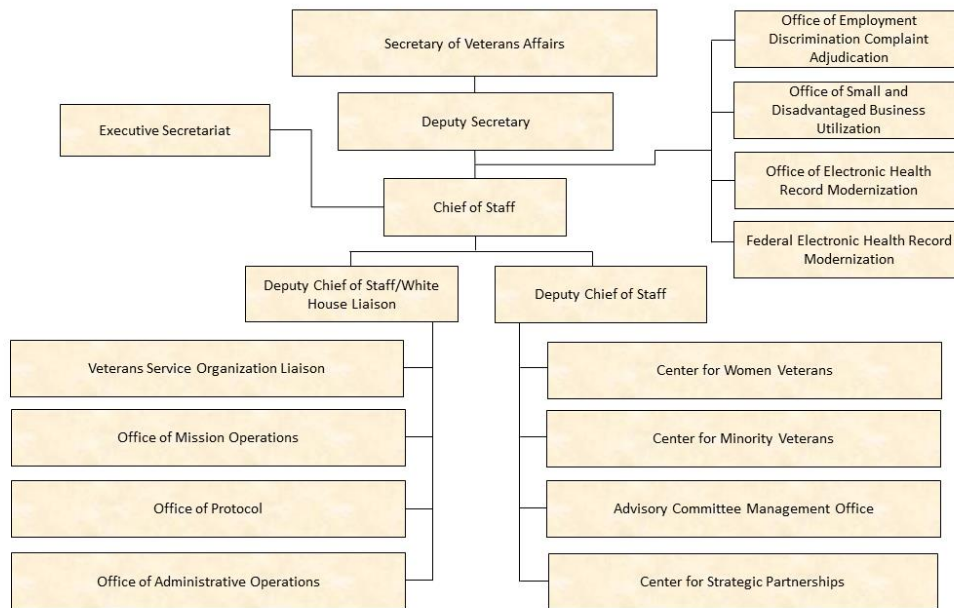 Secretary of Veterans Affairs
Office of Employment
Discrimination Complaint
Adjudication
Executive Secretariat
Deputy Secretary
Office of Small and
Disadvantaged Business
Utilization
Office of Electronic Health
Record Modernization
Chief of Staff
Federal Electronic Health Record
Modernization
Deputy Chief of Staff/White
House Liaison
Deputy Chief of Staff
Veterans Service Organization Liaison
Office of Mission Operations
Office of Protocol
Office of Administrative Operations
Center for Women Veterans
Center for Minority Veterans
Advisory Committee Management Office
Center for Strategic Partnerships